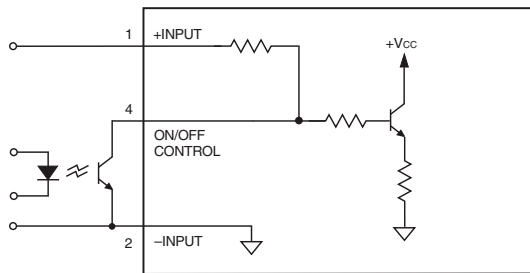 1 +INPUT
+VCC
4
ON/OFF
CONTROL
2 –INPUT